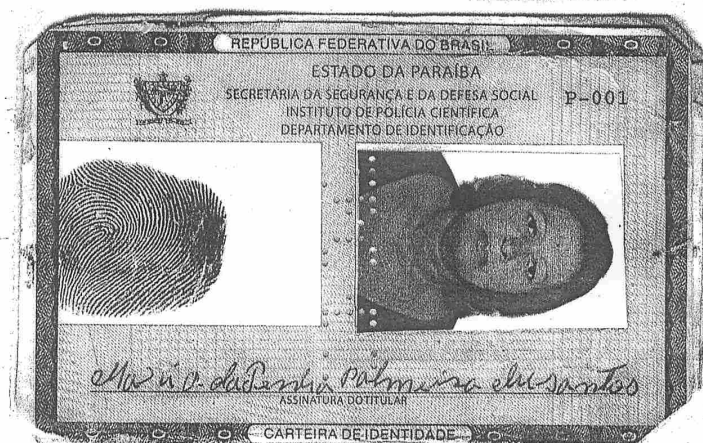 REPÚBLICA FEDERATIVA DO BRASIL
ESTADO DA PARAÍBA
SECRETARIA DA SEGURANÇA E DA DEFESA SOCIAL
P-001
INSTITUTO DE POLÍCIA CIENTÍFICA
DEPARTAMENTO DE IDENTIFICAÇÃO
Maria da Penha Palmeira dos Santos
ASSINATURA DO TITULAR
CARTEIRA DE IDENTIDADE